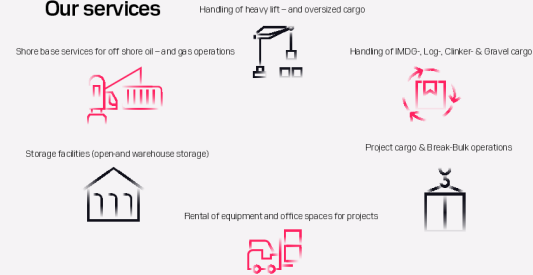 Our services
Handling of heavy lift – and oversized cargo
Shore base services for off shore oil – and gas operations
Handling of IMDG-, Log-, Clinker- & Gravel cargo
Storage facilities (open-and warehouse storage)
Project cargo & Break-Bulk operations
Rental of equipment and office spaces for projects